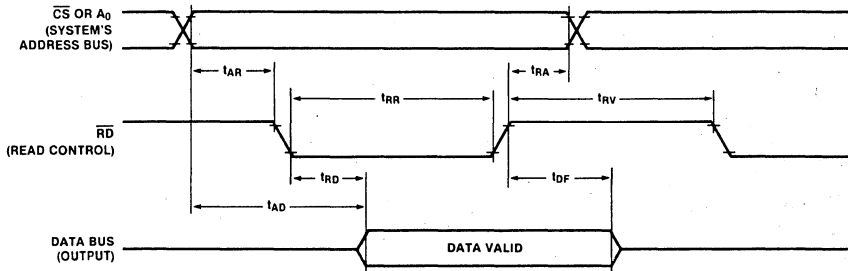 CS OR A0
(SYSTEM'S
ADDRESS BUS)
tAR
tRA
tRR
tRV
RD
(READ CONTROL)
tRD
tDF
tAD
DATA BUS
(OUTPUT)
DATA VALID